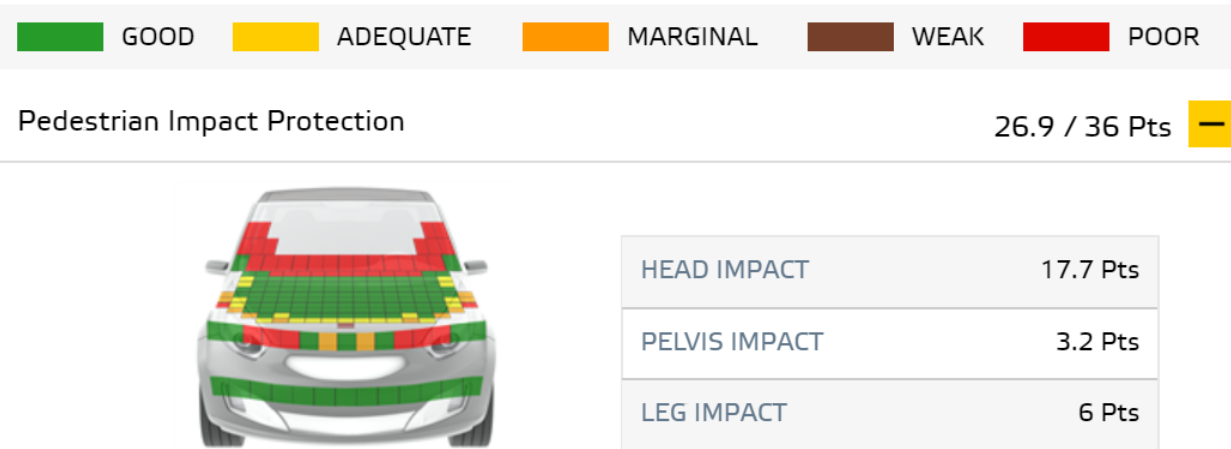 GOOD ADEQUATE MARGINAL WEAK POOR
Pedestrian Impact Protection 26.9 / 36 Pts
HEAD IMPACT 17.7 Pts
PELVIS IMPACT 3.2 Pts
LEG IMPACT 6 Pts